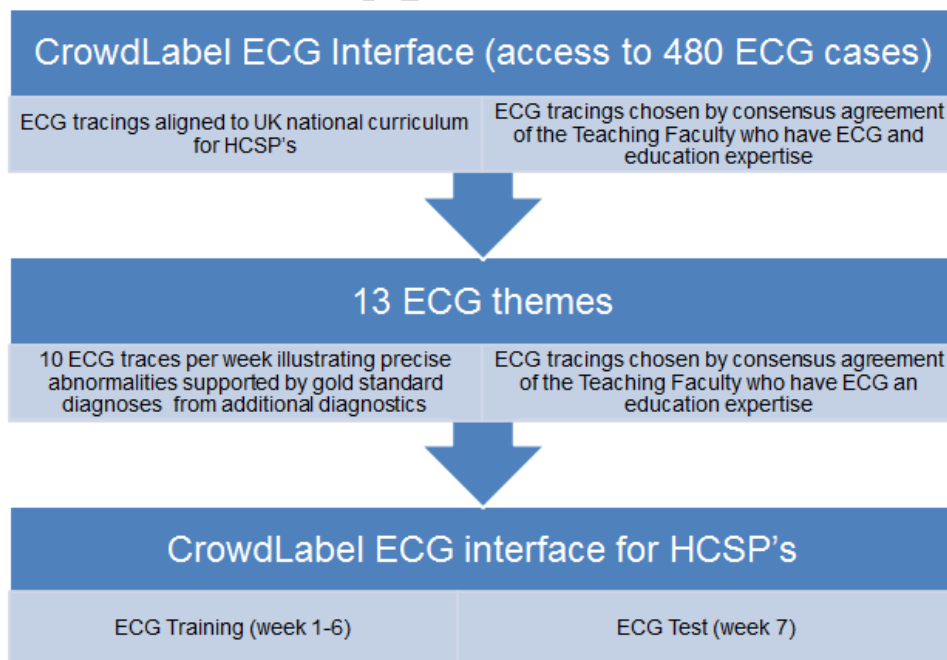 CrowdLabel ECG Interface (access to 480 ECG cases)
ECG tracings aligned to UK national curriculum
for HCSP's
ECG tracings chosen by consensus agreement
of the Teaching Faculty who have ECG and
education expertise
13 ECG themes
10 ECG traces per week illustrating precise
abnormalities supported by gold standard
diagnoses from additional diagnostics
ECG tracings chosen by consensus agreement
of the Teaching Faculty who have ECG an
education expertise
CrowdLabel ECG interface for HCSP's
ECG Training (week 1-6)
ECG Test (week 7)